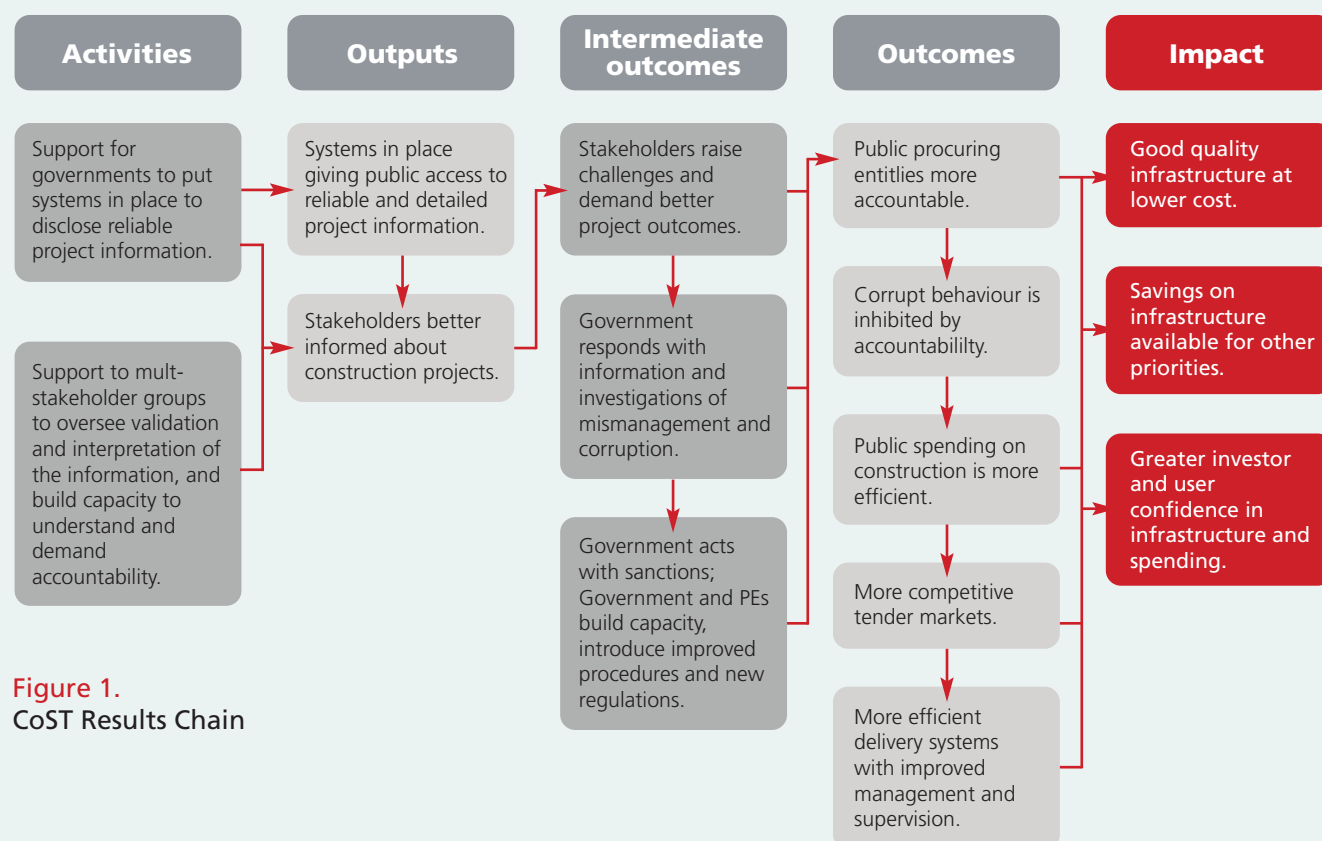 Activities
Outputs
Intermediate
outcomes
Outcomes
Impact
Support for
governments to put
systems in place to
disclose reliable
project information.
Support to mult-
stakeholder groups
to oversee validation
and interpretation of
the information, and
build capacity to
understand and
demand
accountability.
Systems in place
giving public access to
reliable and detailed
project information.
Stakeholders better
informed about
construction projects.
Stakeholders raise
challenges and
demand better
project outcomes.
Government
responds with
information and
investigations of
mismanagement and
corruption.
Government acts
with sanctions;
Government and PEs
build capacity,
introduce improved
procedures and new
regulations.
Public procuring
entitlies more
accountable.
Corrupt behaviour is
inhibited by
accountabililty.
Public spending on
construction is more
efficient.
More competitive
tender markets.
More efficient
delivery systems
with improved
management and
supervision.
Good quality
infrastructure at
lower cost.
Savings on
infrastructure
available for other
priorities.
Greater investor
and user
confidence in
infrastructure and
spending.
Figure 1.
CoST Results Chain